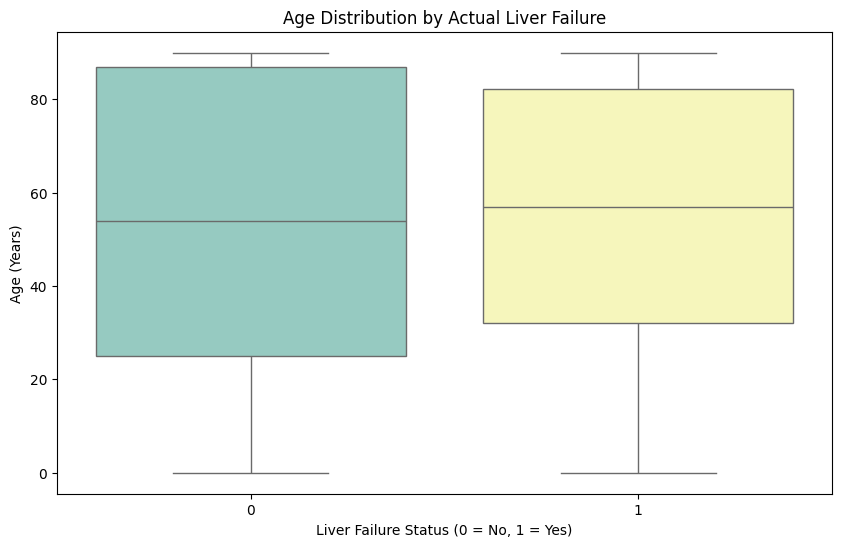 Age Distribution by Actual Liver Failure
80
60
40
20
0
Age (Years)
0
1
Liver Failure Status (0 = No, 1 = Yes)